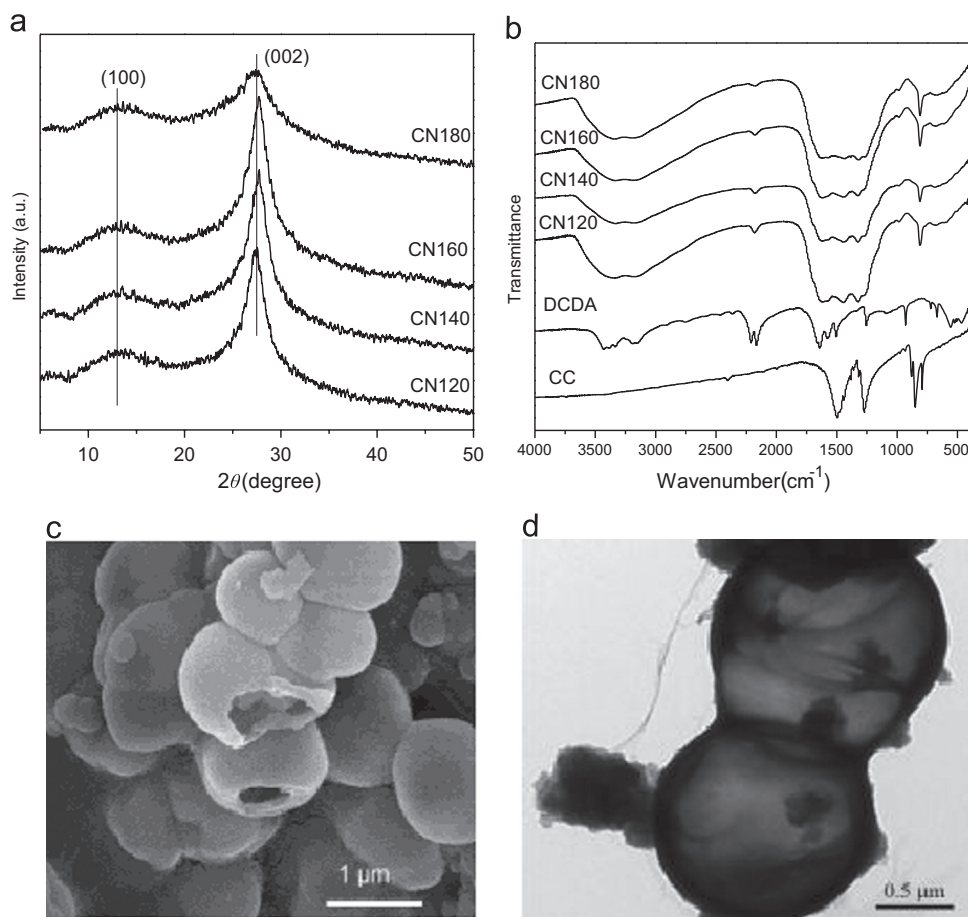 a
(100)
(002)
CN180
CN160
CN140
CN120
Intensity (a.u.)
10
20
30
40
50
2θ(degree)
b
CN180
CN160
CN140
CN120
DCDA
CC
Transmittance
4000
3500
3000
2500
2000
1500
1000
500
Wavenumber(cm-1)
c
1 μm
d
0.5 μm